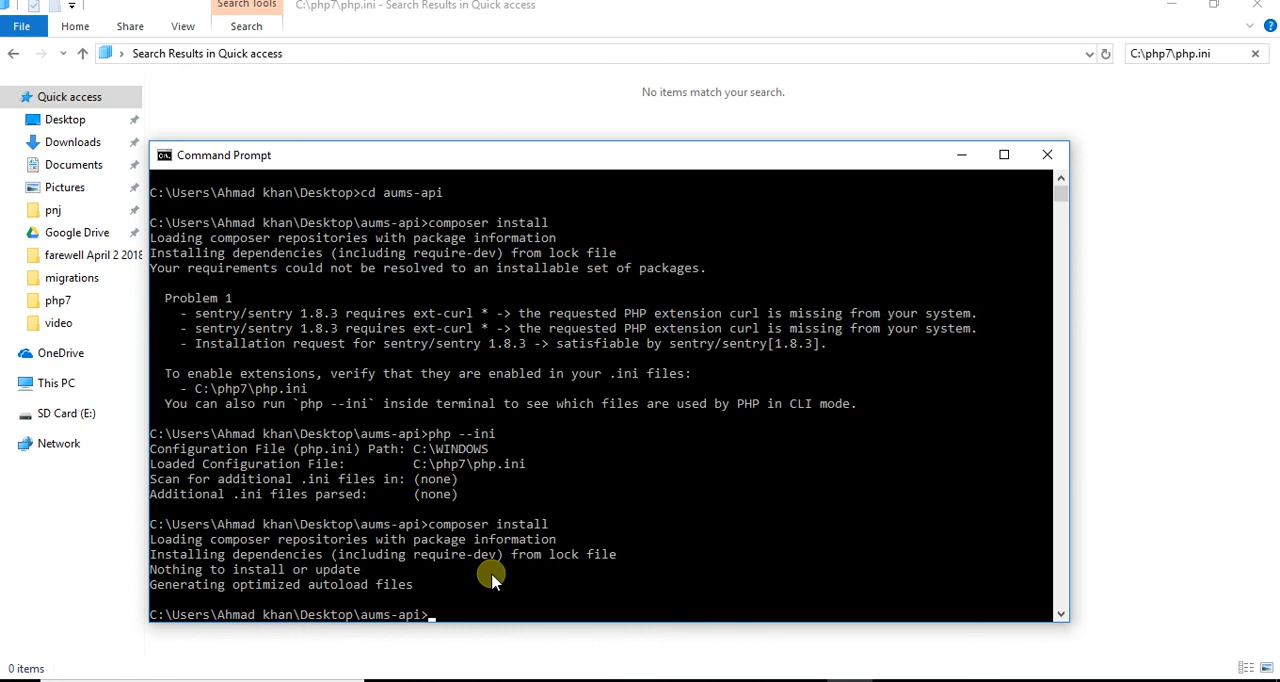 Search Tools
C:\php7\php.ini - Search Results in Quick access
File
Home
Share
View
Search
Search Results in Quick access
C:\php7\php.ini
Quick access
Desktop
Downloads
Documents
Pictures
pnj
Google Drive
farewell April 2 2018
migrations
php7
video
OneDrive
This PC
SD Card (E:)
Network
No items match your search.
Command Prompt
C:\Users\Ahmad khan\Desktop>cd aums-api
C:\Users\Ahmad khan\Desktop\aums-api>composer install
Loading composer repositories with package information
Installing dependencies (including require-dev) from lock file
Your requirements could not be resolved to an installable set of packages.
Problem 1
- sentry/sentry 1.8.3 requires ext-curl * -> the requested PHP extension curl is missing from your system.
- sentry/sentry 1.8.3 requires ext-curl * -> the requested PHP extension curl is missing from your system.
- Installation request for sentry/sentry 1.8.3 -> satisfiable by sentry/sentry[1.8.3].
To enable extensions, verify that they are enabled in your .ini files:
- C:\php7\php.ini
You can also run `php --ini` inside terminal to see which files are used by PHP in CLI mode.
C:\Users\Ahmad khan\Desktop\aums-api>php --ini
Configuration File (php.ini) Path: C:\WINDOWS
Loaded Configuration File: C:\php7\php.ini
Scan for additional .ini files in: (none)
Additional .ini files parsed: (none)
C:\Users\Ahmad khan\Desktop\aums-api>composer install
Loading composer repositories with package information
Installing dependencies (including require-dev) from lock file
Nothing to install or update
Generating optimized autoload files
C:\Users\Ahmad khan\Desktop\aums-api>
0 items